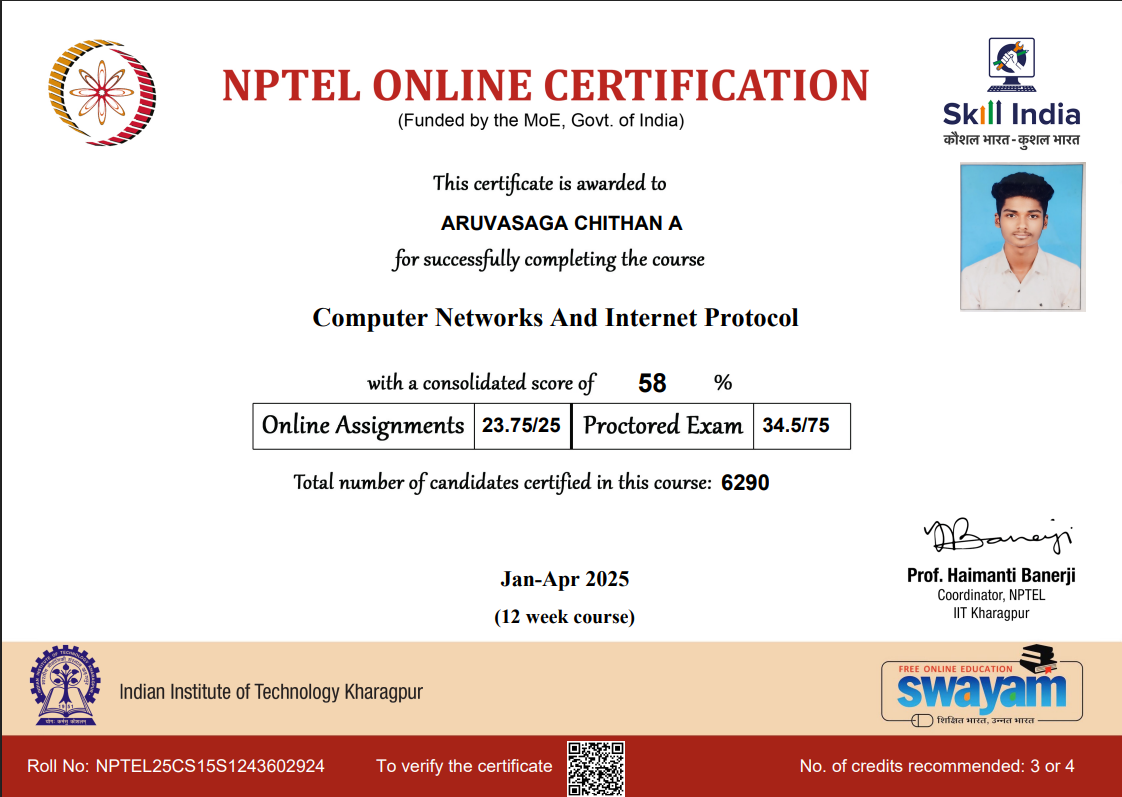 NPTEL ONLINE CERTIFICATION
(Funded by the MoE, Govt. of India)
Skill India
कौशल भारत - कुशल भारत
This certificate is awarded to
ARUVASAGA CHITHAN A
for successfully completing the course
Computer Networks And Internet Protocol
with a consolidated score of 58 %
Online Assignments 23.75/25 Proctored Exam 34.5/75
Total number of candidates certified in this course: 6290
Jan-Apr 2025
(12 week course)
Prof. Haimanti Banerji
Coordinator, NPTEL
IIT Kharagpur
Indian Institute of Technology Kharagpur
FREE ONLINE EDUCATION
swayam
शिक्षित भारत, उन्नत भारत
Roll No: NPTEL25CS15S1243602924
To verify the certificate
No. of credits recommended: 3 or 4